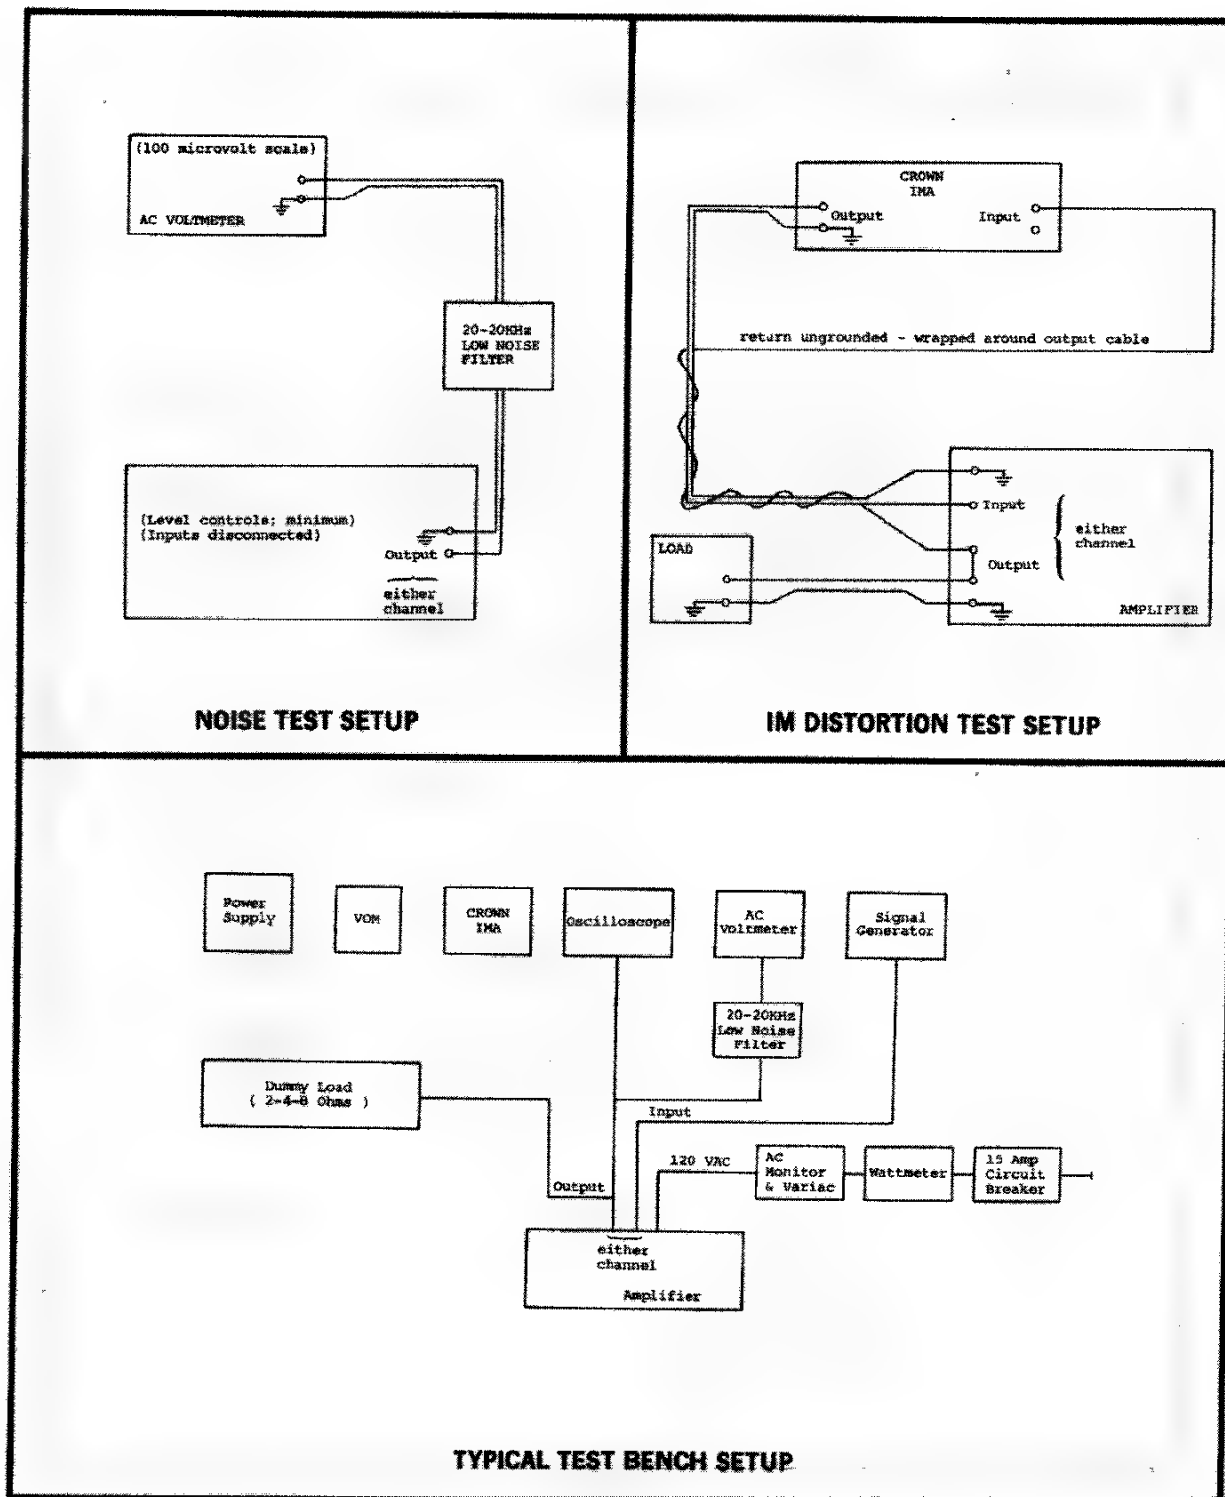 (100 microvolt scale)
AC VOLTMETER
20-20KHz
LOW NOISE
FILTER
(Level controls; minimum)
(Inputs disconnected)
Output
either
channel
NOISE TEST SETUP
CROWN
IMA
Output
Input
return ungrounded - wrapped around output cable
Input
either
channel
Output
LOAD
AMPLIFIER
IM DISTORTION TEST SETUP
Power
Supply
VOM
CROWN
IMA
Oscilloscope
AC
Voltmeter
Signal
Generator
20-20KHz
Low Noise
Filter
Dummy Load
( 2-4-8 Ohms )
Input
120 VAC
AC
Monitor
& Variac
Wattmeter
15 Amp
Circuit
Breaker
Output
either
channel
Amplifier
TYPICAL TEST BENCH SETUP